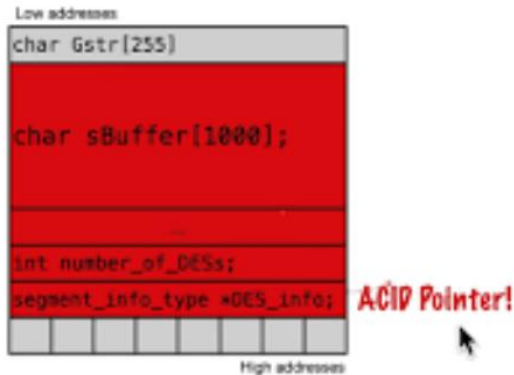 Low addresses
char Gstr[255]
char sBuffer[1000];
...
int number_of_DESs;
segment_info_type *DES_info;
ACID Pointer!
High addresses